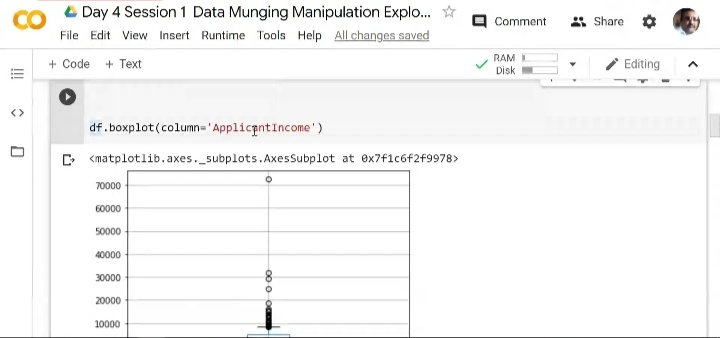 Day 4 Session 1 Data Munging Manipulation Explo...
Comment
Share
File Edit View Insert Runtime Tools Help All changes saved
+ Code + Text
RAM
Disk
Editing
df.boxplot(column='ApplicantIncome')
<matplotlib.axes._subplots.AxesSubplot at 0x7f1c6f2f9978>
70000
60000
50000
40000
30000
20000
10000